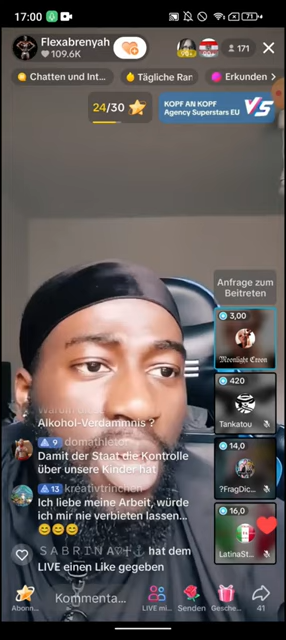 17:00
71
Flexabrenyah
109.6K
171
Chatten und Int...
Tägliche Ran
Erkunden
24/30
KOPF AN KOPF
Agency Superstars EU
VS
Anfrage zum
Beitreten
3,00
Moonlight Crron
420
Tankatou
14,0
?FragDic...
16,0
LatinaSt...
Alkohol-Verdammnis ?
9 domathletor
Damit der Staat die Kontrolle
über unsere Kinder hat
13 kreativtrinchen
Ich liebe meine Arbeit, würde
ich mir nie verbieten lassen...
😊😊😊
S A B R I N A hat dem
LIVE einen Like gegeben
Abonn...
Kommenta...
LIVE mi...
Senden
Gesche...
41